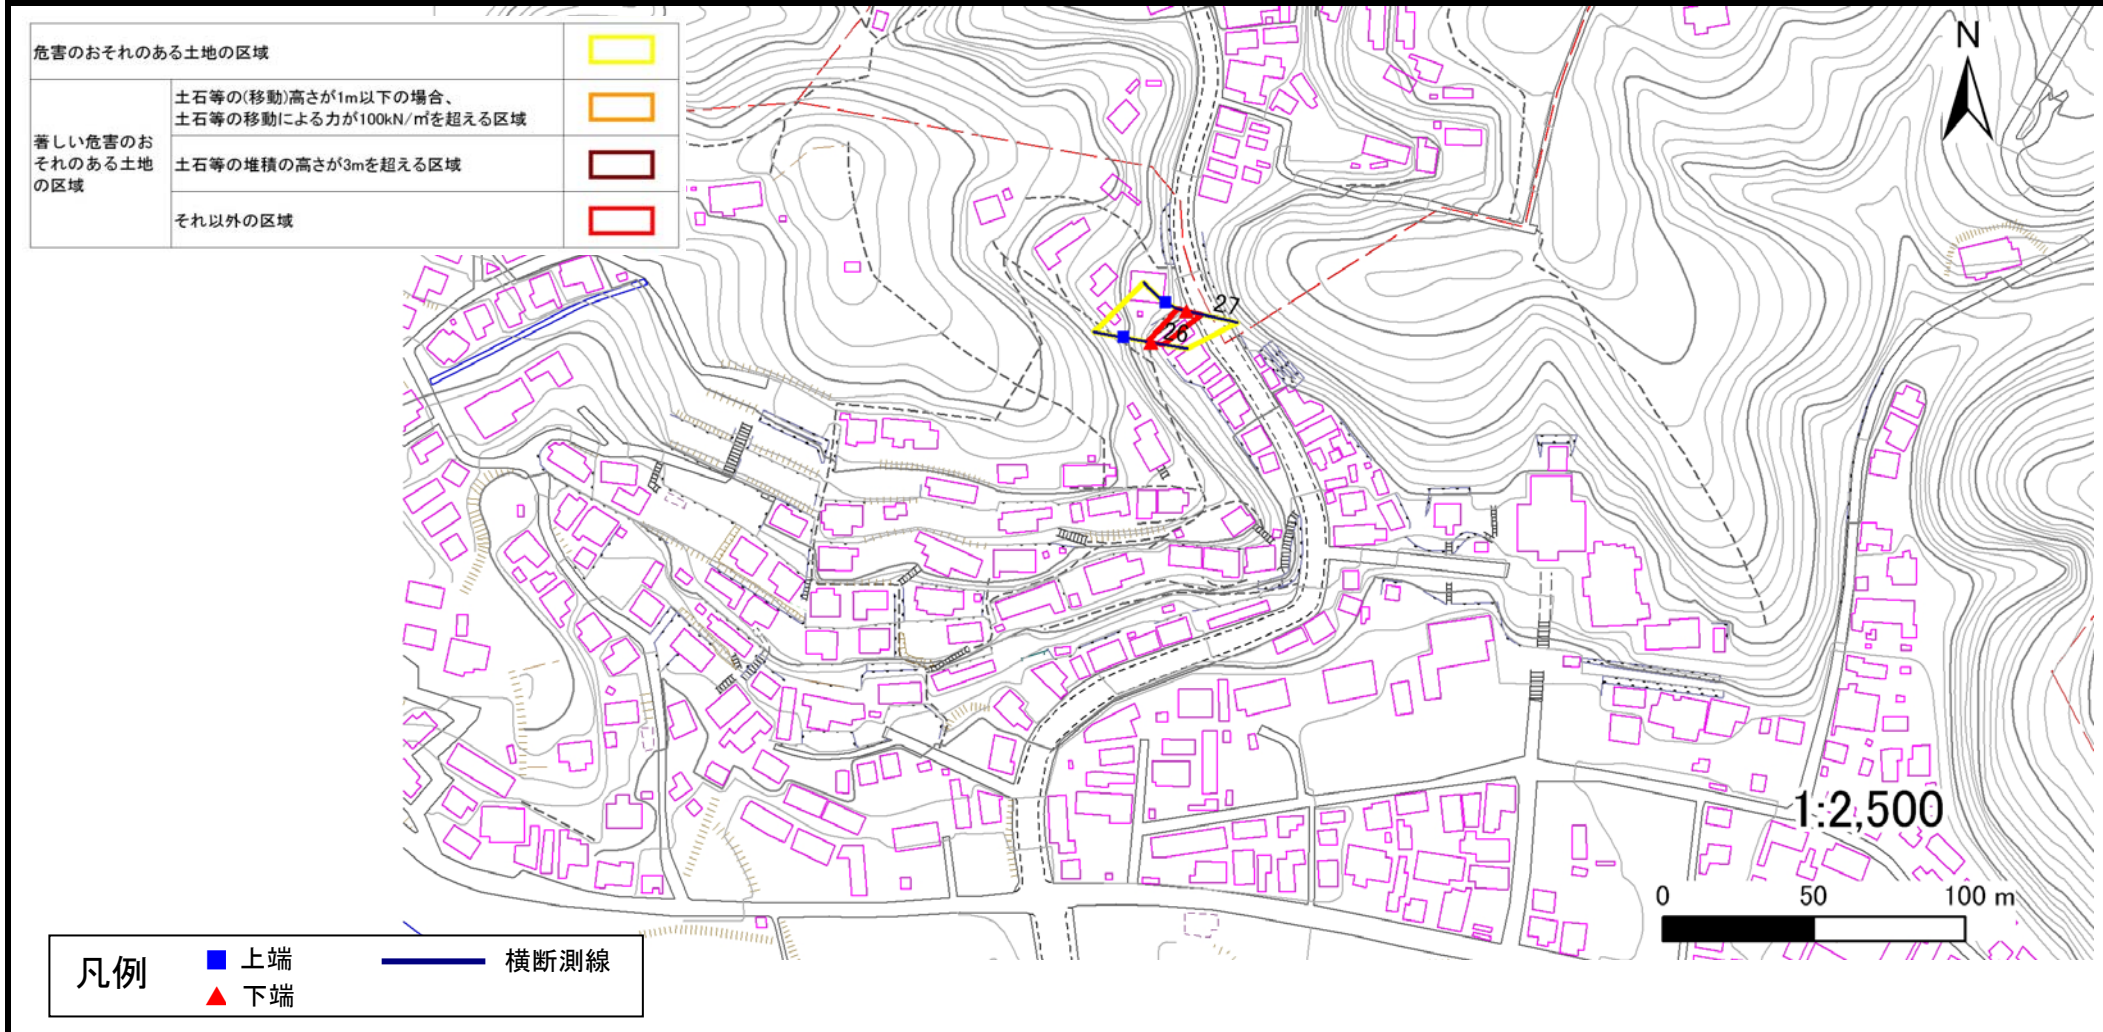 危害のおそれのある土地の区域
著しい危害のお
それのある土地
の区域
土石等の(移動)高さが1m以下の場合、
土石等の移動による力が100kN/㎡を超える区域
土石等の堆積の高さが3mを超える区域
それ以外の区域
N
27
26
1:2,500
0 50 100 m
凡例
上端
下端
横断測線